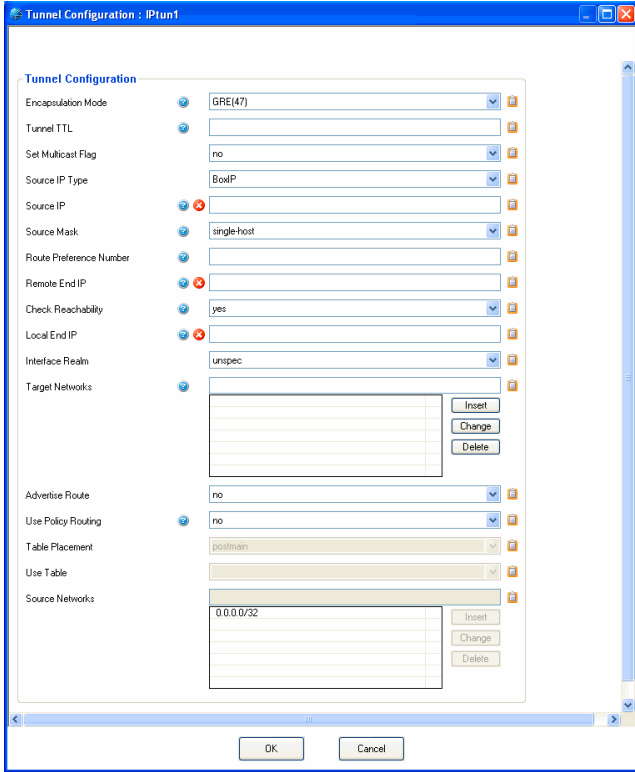 Tunnel Configuration : IPtun1
Tunnel Configuration
Encapsulation Mode GRE(47)
Tunnel TTL
Set Multicast Flag no
Source IP Type BoxIP
Source IP
Source Mask single-host
Route Preference Number
Remote End IP
Check Reachability yes
Local End IP
Interface Realm unspec
Target Networks
Insert
Change
Delete
Advertise Route no
Use Policy Routing no
Table Placement postmain
Use Table
Source Networks
0.0.0.0/32
Insert
Change
Delete
OK Cancel